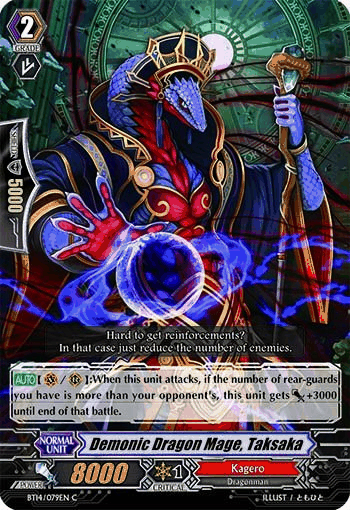 2
GRADE
SHIELD
5000
Hard to get reinforcements?
In that case just reduce the number of enemies.
AUTO [ / ]:When this unit attacks, if the number of rear-guards
you have is more than your opponent's, this unit gets +3000
until end of that battle.
NORMAL
UNIT
Demonic Dragon Mage, Taksaka
POWER
8000
1
CRITICAL
Kagero
Dragonman
BT14/079EN C
ILLUST / ともひと